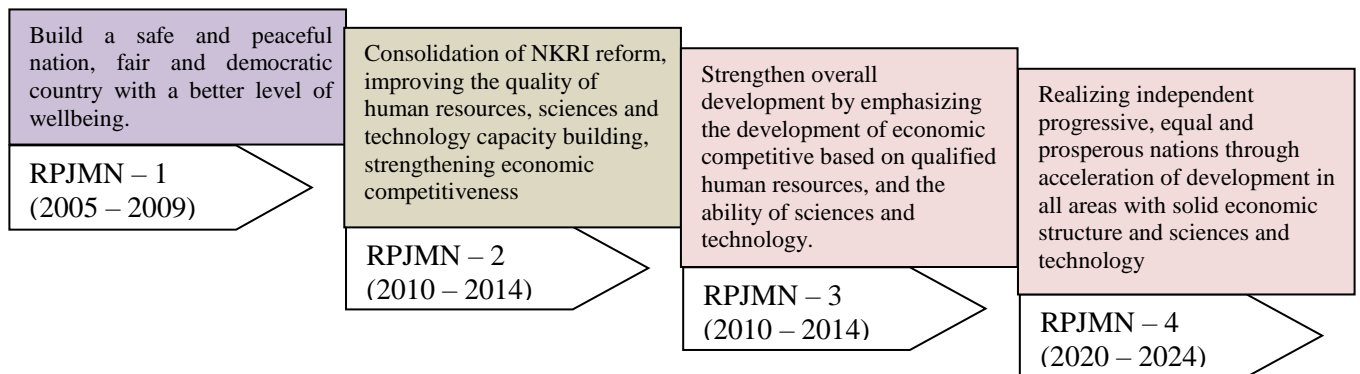 Build a safe and peaceful
nation, fair and democratic
country with a better level of
wellbeing.
RPJMN – 1
(2005 – 2009)
Consolidation of NKRI reform,
improving the quality of
human resources, sciences and
technology capacity building,
strengthening economic
competitiveness
RPJMN – 2
(2010 – 2014)
Strengthen overall
development by emphasizing
the development of economic
competitive based on qualified
human resources, and the
ability of sciences and
technology.
RPJMN – 3
(2010 – 2014)
Realizing independent
progressive, equal and
prosperous nations through
acceleration of development in
all areas with solid economic
structure and sciences and
technology
RPJMN – 4
(2020 – 2024)